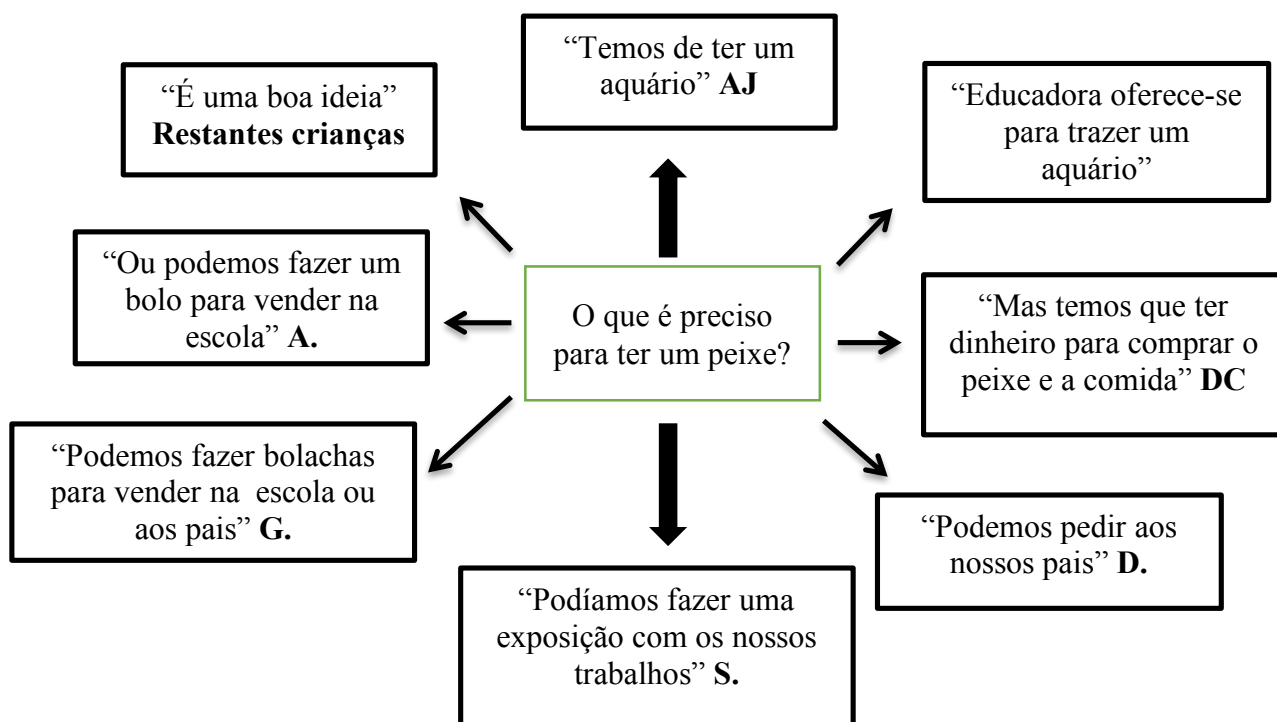 “Temos de ter um
aquário” AJ
“Educadora oferece-se
para trazer um
aquário”
“Mas temos que ter
dinheiro para comprar o
peixe e a comida” DC
“Podemos pedir aos
nossos pais” D.
“Podíamos fazer uma
exposição com os nossos
trabalhos” S.
“Podemos fazer bolachas
para vender na escola ou
aos pais” G.
“Ou podemos fazer um
bolo para vender na
escola” A.
“É uma boa ideia”
Restantes crianças
O que é preciso
para ter um peixe?